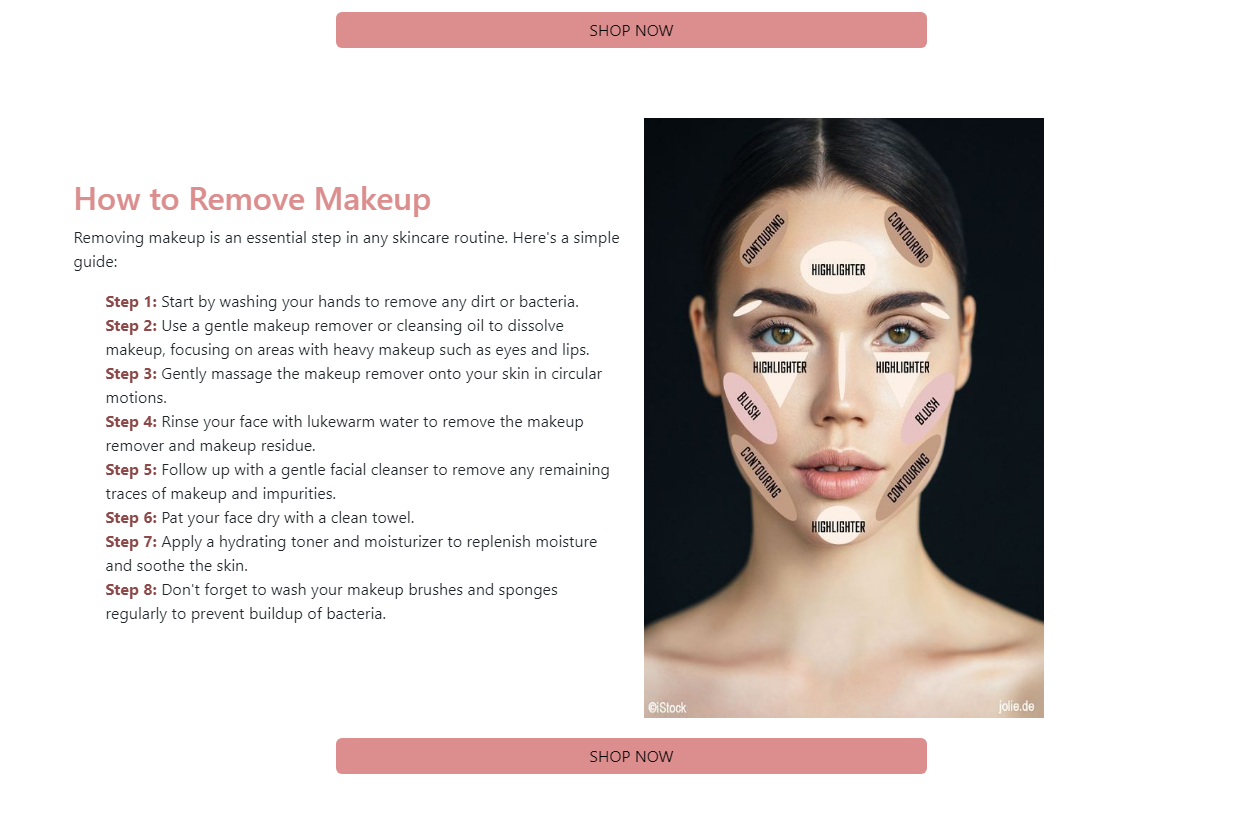 SHOP NOW
How to Remove Makeup
Removing makeup is an essential step in any skincare routine. Here's a simple
guide:
Step 1: Start by washing your hands to remove any dirt or bacteria.
Step 2: Use a gentle makeup remover or cleansing oil to dissolve
makeup, focusing on areas with heavy makeup such as eyes and lips.
Step 3: Gently massage the makeup remover onto your skin in circular
motions.
Step 4: Rinse your face with lukewarm water to remove the makeup
remover and makeup residue.
Step 5: Follow up with a gentle facial cleanser to remove any remaining
traces of makeup and impurities.
Step 6: Pat your face dry with a clean towel.
Step 7: Apply a hydrating toner and moisturizer to replenish moisture
and soothe the skin.
Step 8: Don't forget to wash your makeup brushes and sponges
regularly to prevent buildup of bacteria.
CONTOURING
CONTOURING
HIGHLIGHTER
HIGHLIGHTER
HIGHLIGHTER
BLUSH
BLUSH
CONTOURING
CONTOURING
HIGHLIGHTER
©iStock
jolie.de
SHOP NOW